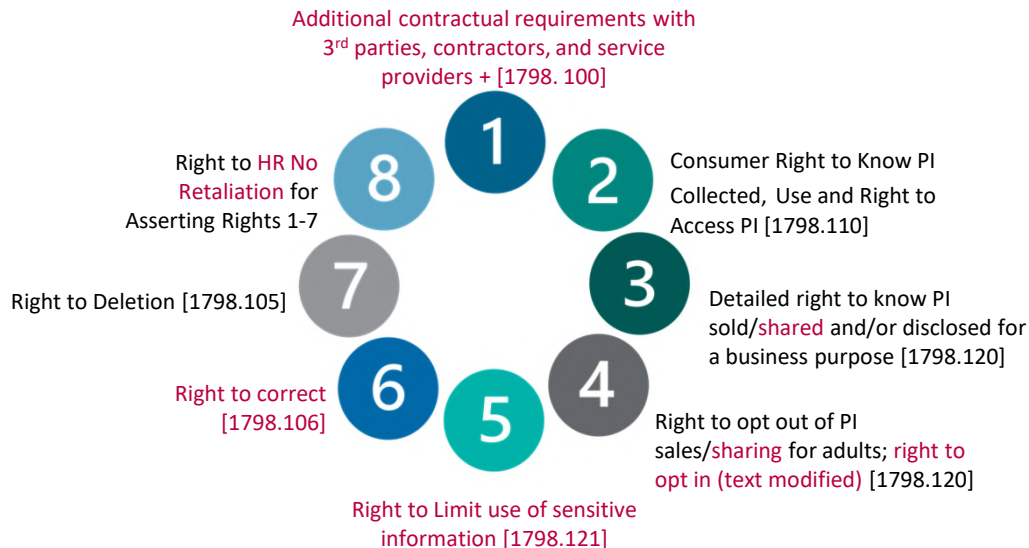 Additional contractual requirements with
3rd parties, contractors, and service
providers + [1798. 100]
1
2
Consumer Right to Know PI
Collected, Use and Right to
Access PI [1798.110]
3
Detailed right to know PI
sold/shared and/or disclosed for
a business purpose [1798.120]
4
Right to opt out of PI
sales/sharing for adults; right to
opt in (text modified) [1798.120]
5
Right to Limit use of sensitive
information [1798.121]
6
Right to correct
[1798.106]
7
Right to Deletion [1798.105]
8
Right to HR No
Retaliation for
Asserting Rights 1-7